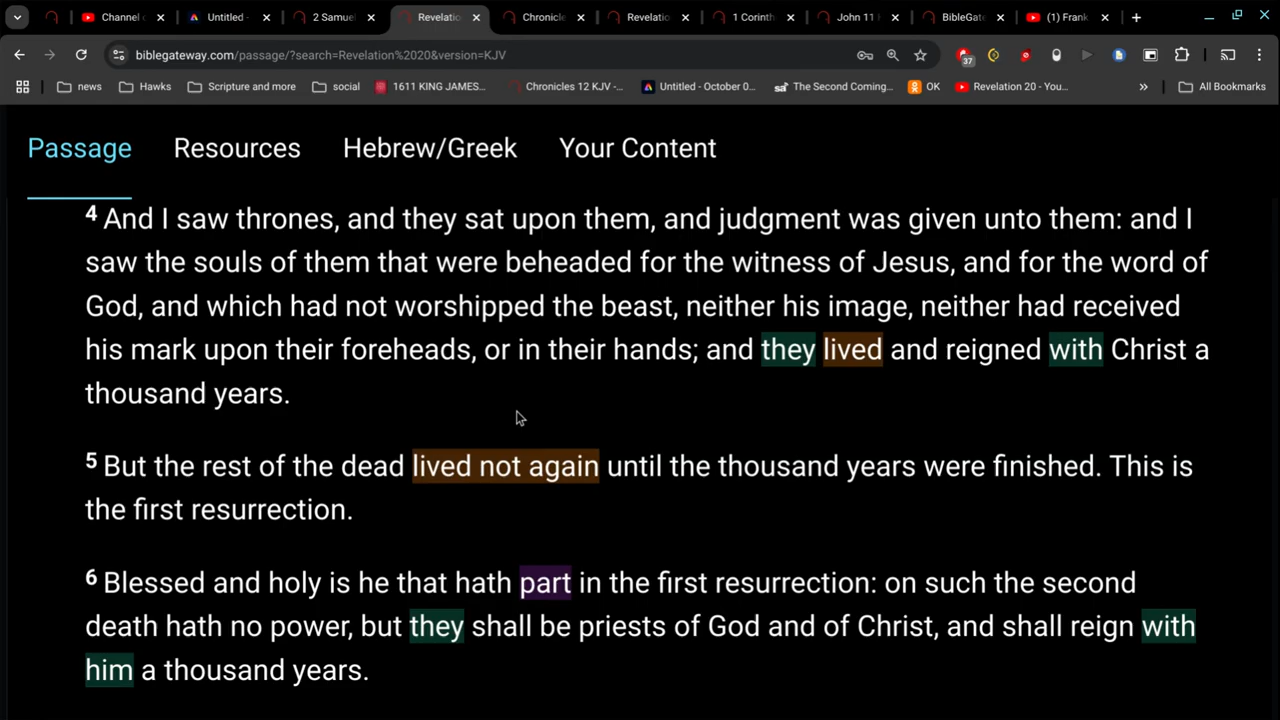 Channel c
Untitled -
2 Samue
Revelatio
Chronicle
Revelatio
1 Corinth
John 11 F
BibleGat
(1) Frank
biblegateway.com/passage/?search=Revelation%2020&version=KJV
37
news
Hawks
Scripture and more
social
1611 KING JAMES...
Chronicles 12 KJV -...
Untitled - October 0...
The Second Coming...
OK
Revelation 20 - You...
»
All Bookmarks
Passage
Resources
Hebrew/Greek
Your Content
4 And I saw thrones, and they sat upon them, and judgment was given unto them: and I
saw the souls of them that were beheaded for the witness of Jesus, and for the word of
God, and which had not worshipped the beast, neither his image, neither had received
his mark upon their foreheads, or in their hands; and they lived and reigned with Christ a
thousand years.
5 But the rest of the dead lived not again until the thousand years were finished. This is
the first resurrection.
6 Blessed and holy is he that hath part in the first resurrection: on such the second
death hath no power, but they shall be priests of God and of Christ, and shall reign with
him a thousand years.